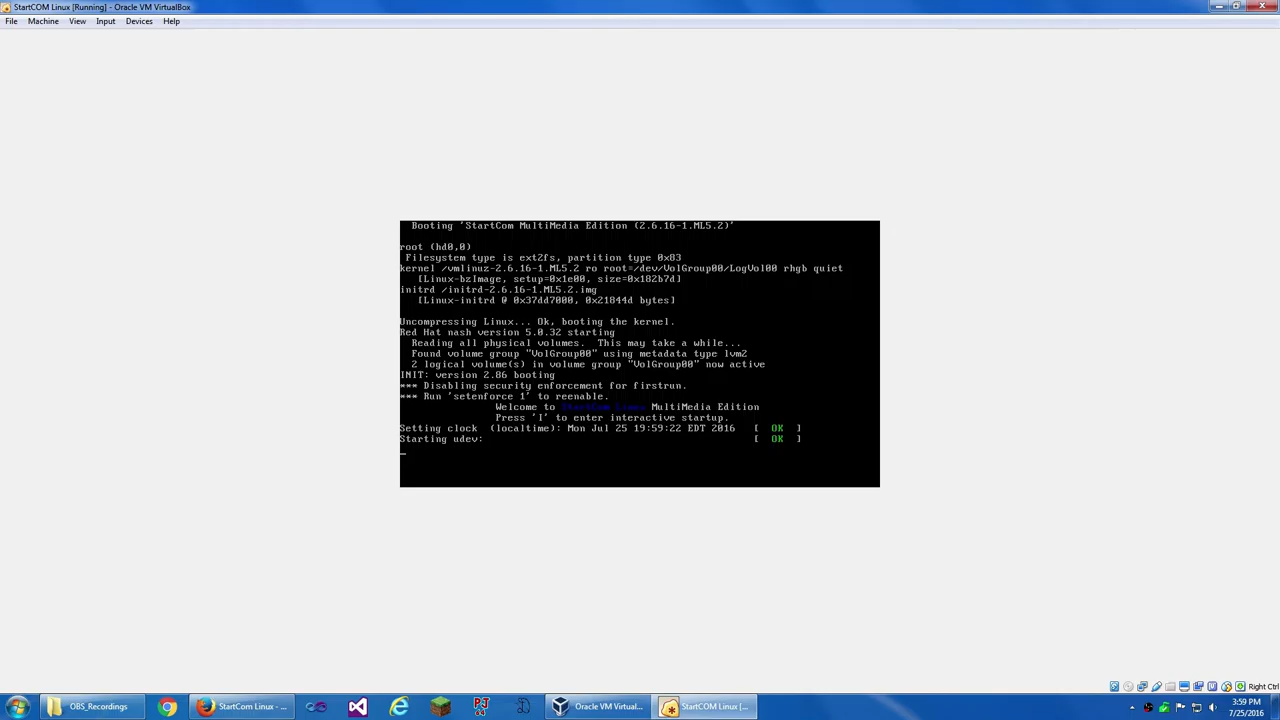 StartCOM Linux [Running] - Oracle VM VirtualBox
File Machine View Input Devices Help
Booting 'StartCom MultiMedia Edition (2.6.16-1.ML5.2)'
root (hd0,0)
Filesystem type is ext2fs, partition type 0x83
kernel /vmlinuz-2.6.16-1.ML5.2 ro root=/dev/VolGroup00/LogVol00 rhgb quiet
[Linux-bzImage, setup=0x1e00, size=0x182b7d]
initrd /initrd-2.6.16-1.ML5.2.img
[Linux-initrd @ 0x37dd7000, 0x21844d bytes]
Uncompressing Linux... Ok, booting the kernel.
Red Hat nash version 5.0.32 starting
Reading all physical volumes.  This may take a while...
Found volume group "VolGroup00" using metadata type lvm2
2 logical volume(s) in volume group "VolGroup00" now active
INIT: version 2.86 booting
*** Disabling security enforcement for firstrun.
*** Run 'setenforce 1' to reenable.
Welcome to StartCom Linux MultiMedia Edition
Press 'I' to enter interactive startup.
Setting clock  (localtime): Mon Jul 25 19:59:22 EDT 2016 [ OK ]
Starting udev: [ OK ]
Right Ctrl
OBS_Recordings
StartCom Linux - ...
PJ
64
Oracle VM Virtual...
StartCOM Linux [...
3:59 PM
7/25/2016